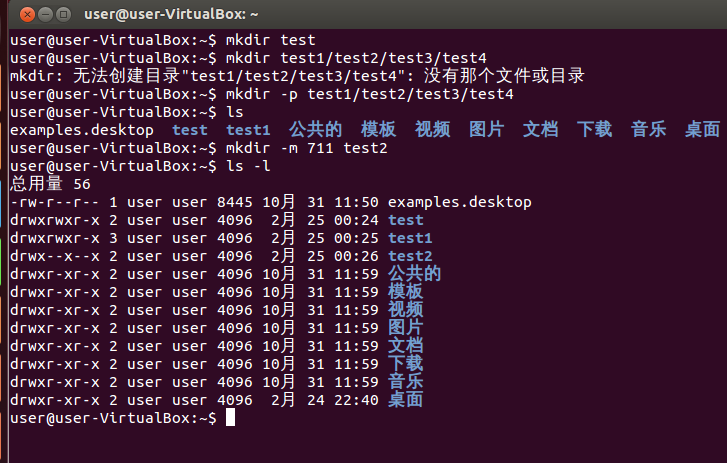 user@user-VirtualBox: ~
user@user-VirtualBox:~$ mkdir test
user@user-VirtualBox:~$ mkdir test1/test2/test3/test4
mkdir: 无法创建目录"test1/test2/test3/test4": 没有那个文件或目录
user@user-VirtualBox:~$ mkdir -p test1/test2/test3/test4
user@user-VirtualBox:~$ ls
examples.desktop  test  test1  公共的  模板  视频  图片  文档  下载  音乐  桌面
user@user-VirtualBox:~$ mkdir -m 711 test2
user@user-VirtualBox:~$ ls -l
总用量 56
-rw-r--r-- 1 user user 8445 10月 31 11:50 examples.desktop
drwxrwxr-x 2 user user 4096  2月 25 00:24 test
drwxrwxr-x 3 user user 4096  2月 25 00:25 test1
drwx--x--x 2 user user 4096  2月 25 00:26 test2
drwxr-xr-x 2 user user 4096 10月 31 11:59 公共的
drwxr-xr-x 2 user user 4096 10月 31 11:59 模板
drwxr-xr-x 2 user user 4096 10月 31 11:59 视频
drwxr-xr-x 2 user user 4096 10月 31 11:59 图片
drwxr-xr-x 2 user user 4096 10月 31 11:59 文档
drwxr-xr-x 2 user user 4096 10月 31 11:59 下载
drwxr-xr-x 2 user user 4096 10月 31 11:59 音乐
drwxr-xr-x 2 user user 4096  2月 24 22:40 桌面
user@user-VirtualBox:~$